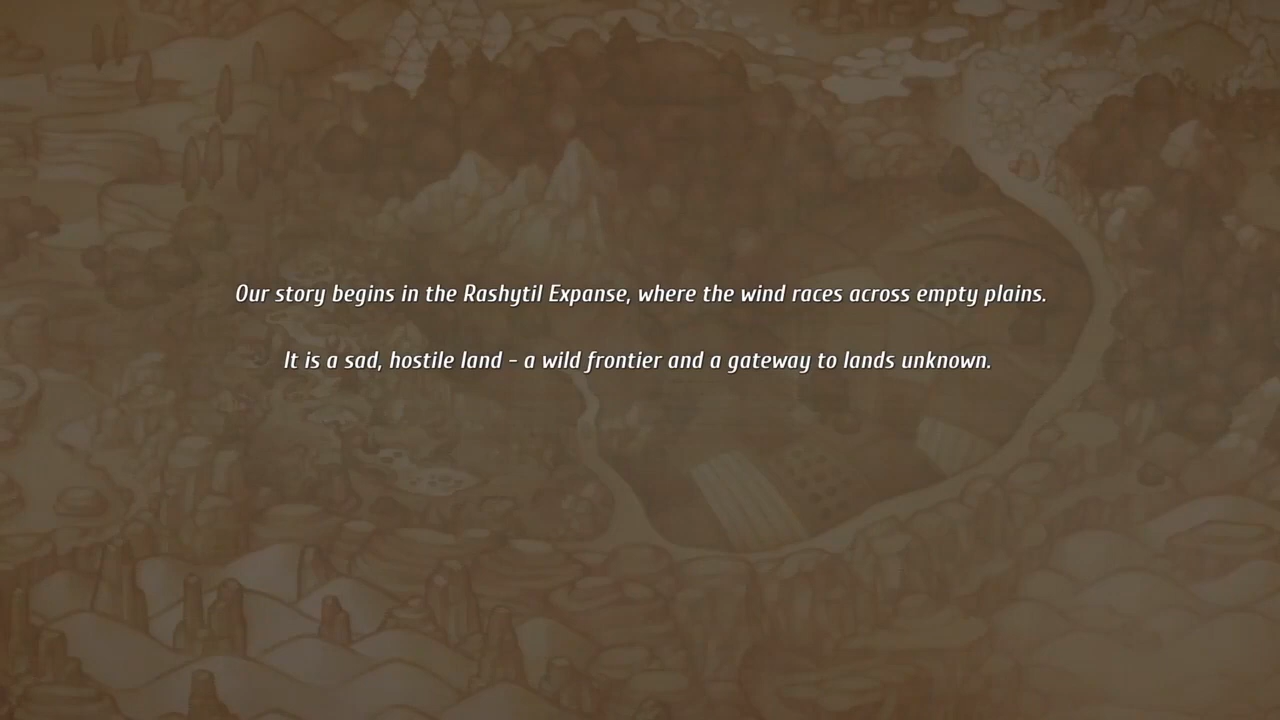 Our story begins in the Rashytil Expanse, where the wind races across empty plains.
It is a sad, hostile land - a wild frontier and a gateway to lands unknown.